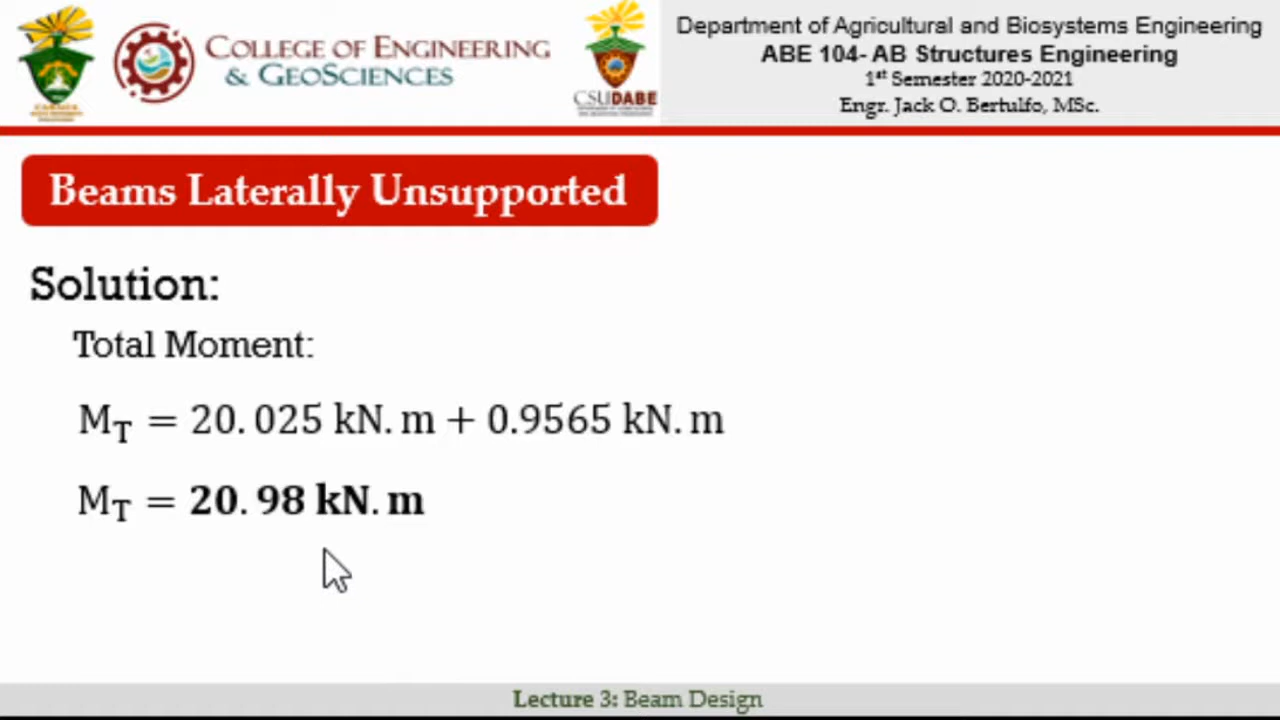 COLLEGE OF ENGINEERING
& GEOSCIENCES
CSUDABE
Department of Agricultural and Biosystems Engineering
ABE 104- AB Structures Engineering
1st Semester 2020-2021
Engr. Jack O. Bertulfo, MSc.
Beams Laterally Unsupported
Solution:
Total Moment:
M_T = 20.025 kN.m + 0.9565 kN.m
M_T = 20.98 kN.m
Lecture 3: Beam Design